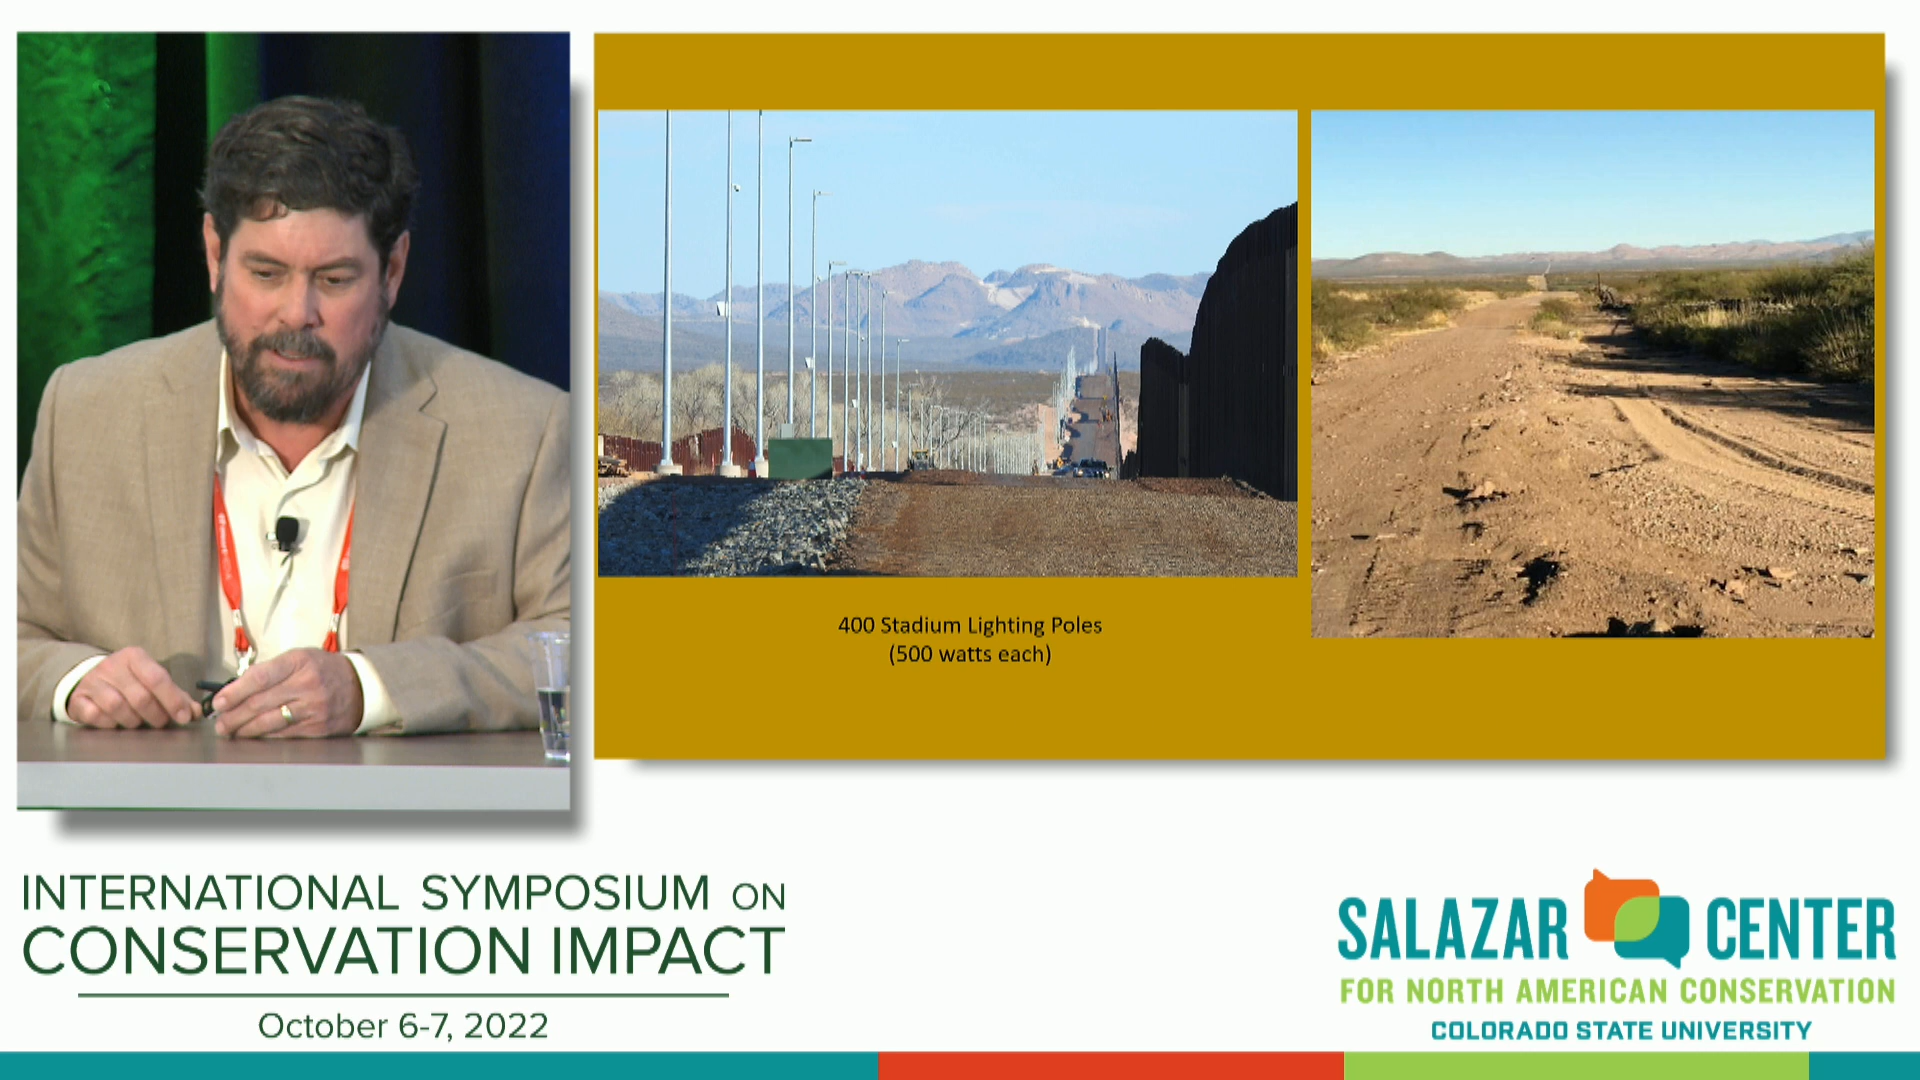 400 Stadium Lighting Poles
(500 watts each)
INTERNATIONAL SYMPOSIUM ON
CONSERVATION IMPACT
October 6-7, 2022
SALAZAR CENTER
FOR NORTH AMERICAN CONSERVATION
COLORADO STATE UNIVERSITY